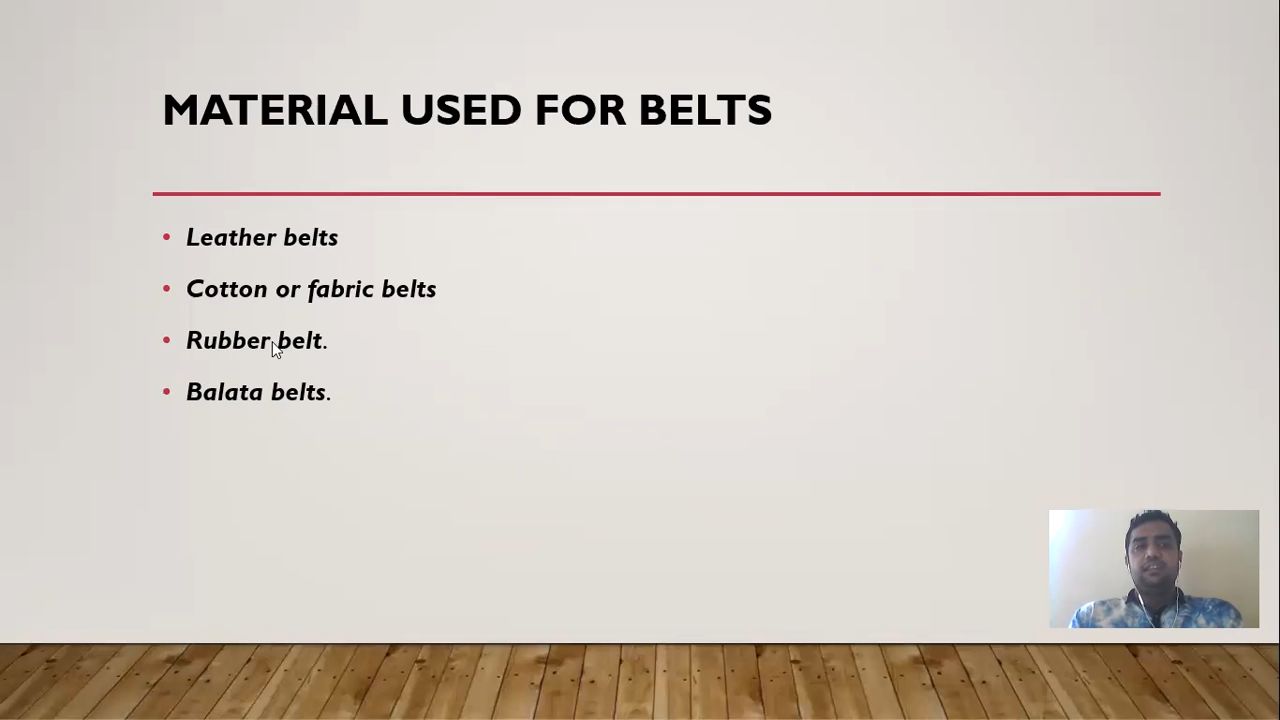 MATERIAL USED FOR BELTS
Leather belts
Cotton or fabric belts
Rubber belt.
Balata belts.